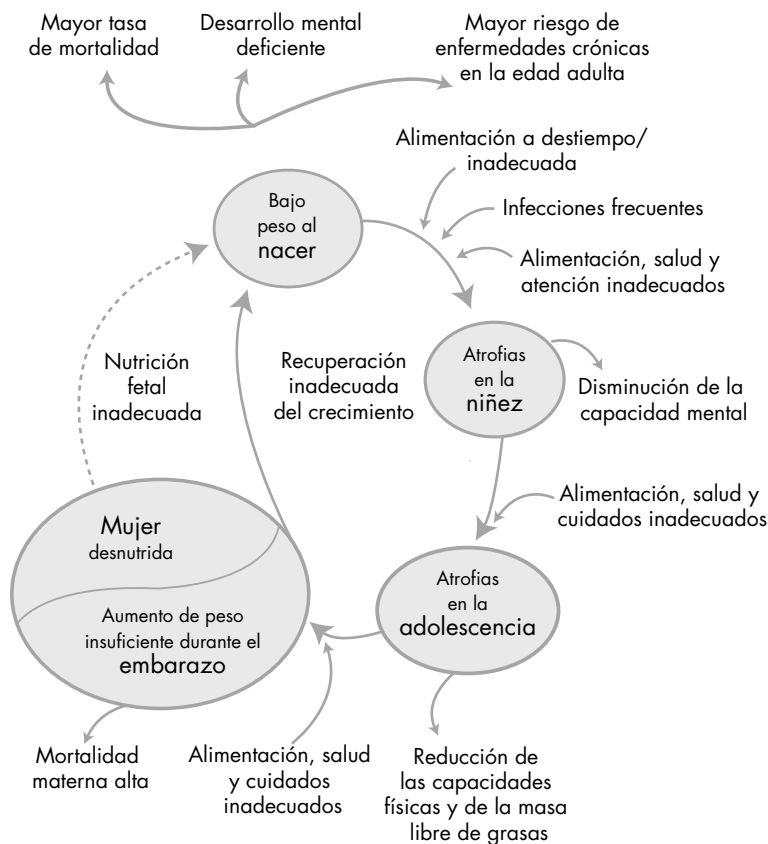 Mayor tasa
de mortalidad
Desarrollo mental
deficiente
Mayor riesgo de
enfermedades crónicas
en la edad adulta
Alimentación a destiempo/
inadecuada
Bajo
peso al
nacer
Infecciones frecuentes
Alimentación, salud y
atención inadecuados
Nutrición
fetal
inadecuada
Recuperación
inadecuada
del crecimiento
Atrofias
en la
niñez
Disminución de la
capacidad mental
Alimentación, salud y
cuidados inadecuados
Mujer
desnutrida
Aumento de peso
insuficiente durante el
embarazo
Atrofias
en la
adolescencia
Mortalidad
materna alta
Alimentación, salud
y cuidados
inadecuados
Reducción de
las capacidades
físicas y de la masa
libre de grasas